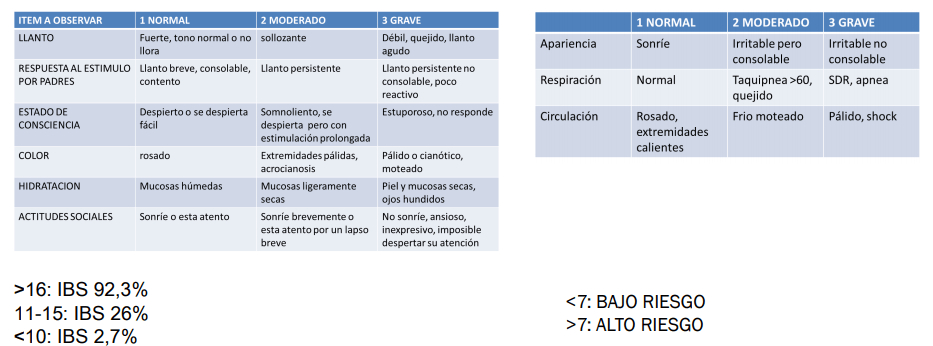 ITEM A OBSERVAR 1 NORMAL 2 MODERADO 3 GRAVE
LLANTO Fuerte, tono normal o no sollozante Débil, quejido, llanto
llora agudo
RESPUESTA AL ESTIMULO Llanto breve, consolable, Llanto persistente Llanto persistente no
POR PADRES contento consolable, poco
reactivo
ESTADO DE Despierto o se despierta Somnoliento, se Estuporoso, no responde
CONSCIENCIA fácil despierta pero con
estimulación prolongada
COLOR rosado Extremidades pálidas, Pálido o cianótico,
acrocianosis moteado
HIDRATACION Mucosas húmedas Mucosas ligeramente Piel y mucosas secas,
secas ojos hundidos
ACTITUDES SOCIALES Sonríe o esta atento Sonríe brevemente o No sonríe, ansioso,
esta atento por un lapso inexpresivo, imposible
breve despertar su atención
>16: IBS 92,3%
11-15: IBS 26%
<10: IBS 2,7%
1 NORMAL 2 MODERADO 3 GRAVE
Apariencia Sonríe Irritable pero Irritable no
consolable consolable
Respiración Normal Taquipnea >60, SDR, apnea
quejido
Circulación Rosado, Frio moteado Pálido, shock
extremidades
calientes
<7: BAJO RIESGO
>7: ALTO RIESGO